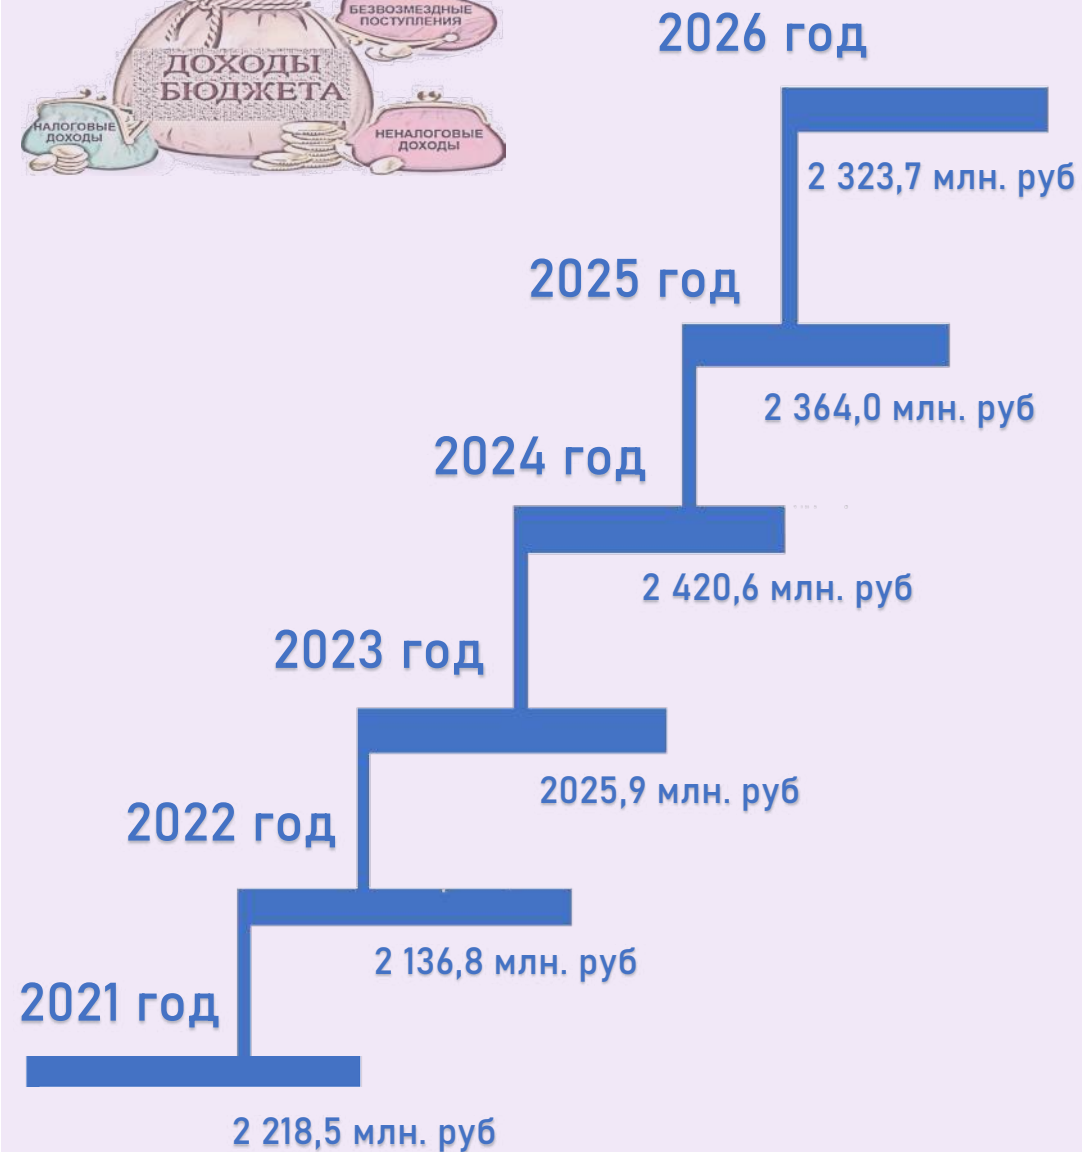 БЕЗВОЗМЕЗДНЫЕ
ПОСТУПЛЕНИЯ
ДОХОДЫ
БЮДЖЕТА
НАЛОГОВЫЕ
ДОХОДЫ
НЕНАЛОГОВЫЕ
ДОХОДЫ
2026 год
2 323,7 млн. руб
2025 год
2 364,0 млн. руб
2024 год
2 420,6 млн. руб
2023 год
2025,9 млн. руб
2022 год
2 136,8 млн. руб
2021 год
2 218,5 млн. руб